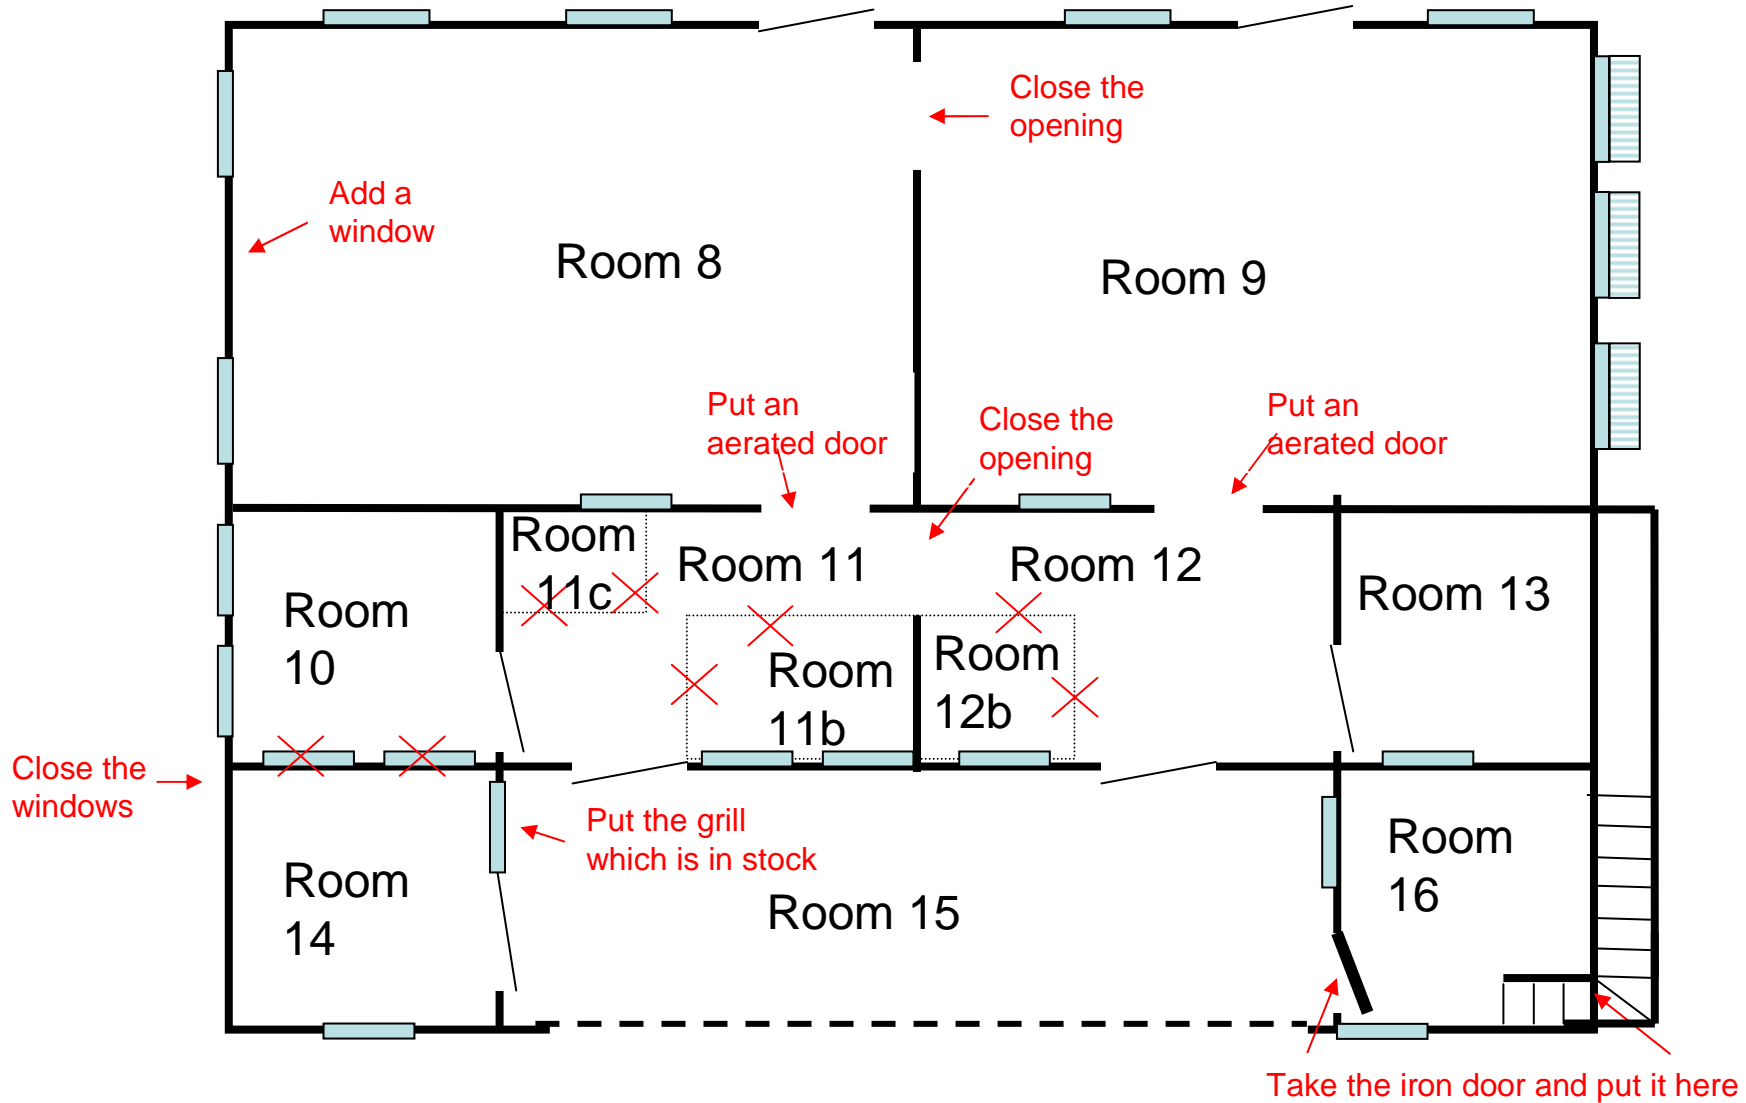 Close the
opening
Add a
window
Room 8
Room 9
Put an
aerated door
Close the
opening
Put an
aerated door
Room
11c
Room 11
Room 12
Room 13
Room
10
Room
11b
Room
12b
Close the
windows
Put the grill
which is in stock
Room
14
Room 15
Room
16
Take the iron door and put it here